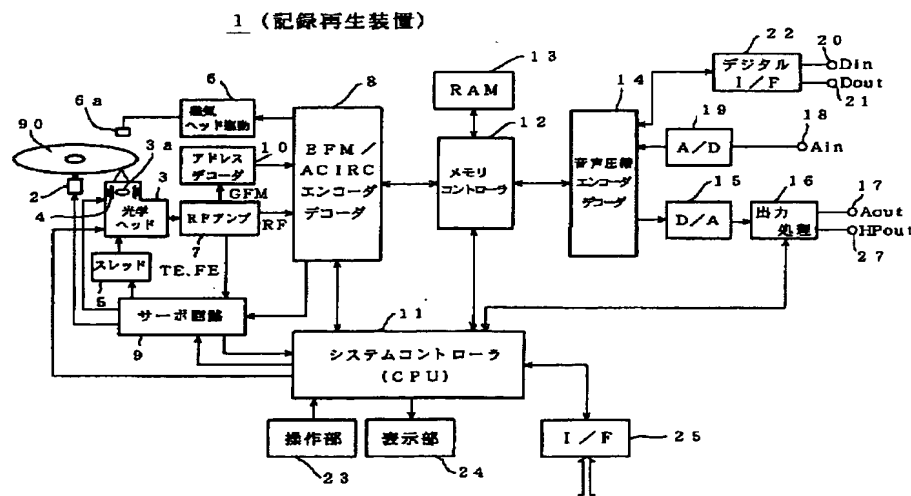 1 (記録再生装置)
22
20
デジタル
I/F
Din
Dout
21
13
RAM
14
6
8
6a
磁気
ヘッド駆動
12
19
18
A/D
Ain
90
3a
3
アドレス
デコーダ
10
EFM/
ACIRC
エンコーダ
デコーダ
メモリ
コントローラ
音声圧縮
エンコーダ
デコーダ
15
16
17
2
GFM
4
光学
ヘッド
RFアンプ
RF
7
D/A
出力
処理
Aout
HPout
27
TE、FE
スレッド
5
サーボ回路
9
11
システムコントローラ
(CPU)
操作部
表示部
I/F
25
23
24